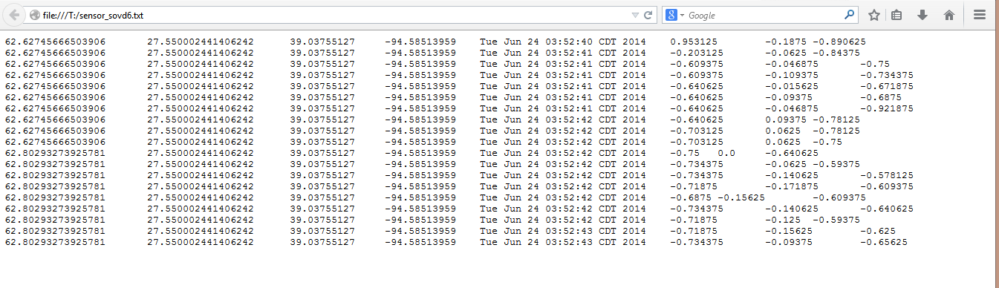 file:///T:/sensor_sovd6.txt
Google
62.62745666503906 27.550002441406242 39.03755127 -94.58513959 Tue Jun 24 03:52:40 CDT 2014 0.953125 -0.1875 -0.890625
62.62745666503906 27.550002441406242 39.03755127 -94.58513959 Tue Jun 24 03:52:41 CDT 2014 -0.203125 -0.0625 -0.84375
62.62745666503906 27.550002441406242 39.03755127 -94.58513959 Tue Jun 24 03:52:41 CDT 2014 -0.609375 -0.046875 -0.75
62.62745666503906 27.550002441406242 39.03755127 -94.58513959 Tue Jun 24 03:52:41 CDT 2014 -0.609375 -0.109375 -0.734375
62.62745666503906 27.550002441406242 39.03755127 -94.58513959 Tue Jun 24 03:52:41 CDT 2014 -0.640625 -0.015625 -0.671875
62.62745666503906 27.550002441406242 39.03755127 -94.58513959 Tue Jun 24 03:52:41 CDT 2014 -0.640625 -0.09375 -0.6875
62.62745666503906 27.550002441406242 39.03755127 -94.58513959 Tue Jun 24 03:52:41 CDT 2014 -0.640625 -0.046875 -0.921875
62.62745666503906 27.550002441406242 39.03755127 -94.58513959 Tue Jun 24 03:52:42 CDT 2014 -0.640625 0.09375 -0.78125
62.62745666503906 27.550002441406242 39.03755127 -94.58513959 Tue Jun 24 03:52:42 CDT 2014 -0.703125 0.0625 -0.78125
62.62745666503906 27.550002441406242 39.03755127 -94.58513959 Tue Jun 24 03:52:42 CDT 2014 -0.703125 0.0625 -0.75
62.80293273925781 27.550002441406242 39.03755127 -94.58513959 Tue Jun 24 03:52:42 CDT 2014 -0.75 0.0 -0.640625
62.80293273925781 27.550002441406242 39.03755127 -94.58513959 Tue Jun 24 03:52:42 CDT 2014 -0.734375 -0.0625 -0.59375
62.80293273925781 27.550002441406242 39.03755127 -94.58513959 Tue Jun 24 03:52:42 CDT 2014 -0.734375 -0.140625 -0.578125
62.80293273925781 27.550002441406242 39.03755127 -94.58513959 Tue Jun 24 03:52:42 CDT 2014 -0.71875 -0.171875 -0.609375
62.80293273925781 27.550002441406242 39.03755127 -94.58513959 Tue Jun 24 03:52:42 CDT 2014 -0.6875 -0.15625 -0.609375
62.80293273925781 27.550002441406242 39.03755127 -94.58513959 Tue Jun 24 03:52:42 CDT 2014 -0.734375 -0.140625 -0.640625
62.80293273925781 27.550002441406242 39.03755127 -94.58513959 Tue Jun 24 03:52:42 CDT 2014 -0.71875 -0.125 -0.59375
62.80293273925781 27.550002441406242 39.03755127 -94.58513959 Tue Jun 24 03:52:43 CDT 2014 -0.71875 -0.15625 -0.625
62.80293273925781 27.550002441406242 39.03755127 -94.58513959 Tue Jun 24 03:52:43 CDT 2014 -0.734375 -0.09375 -0.65625